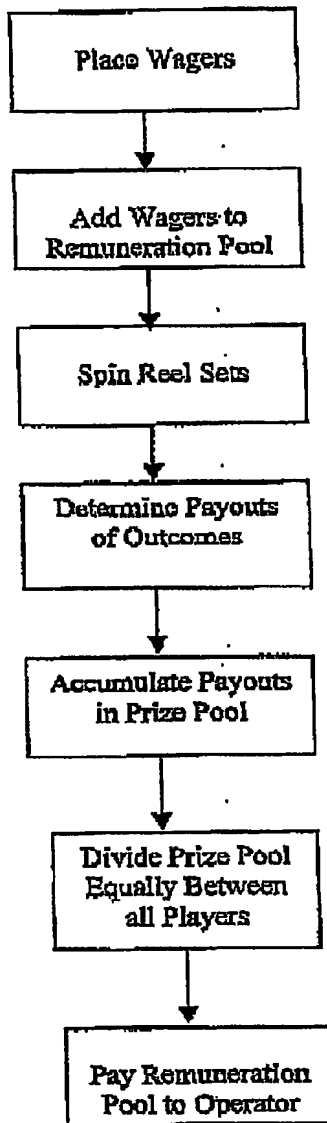 Place Wagers
Add Wagers to
Remuneration Pool
Spin Reel Sets
Determine Payouts
of Outcomes
Accumulate Payouts
in Prize Pool
Divide Prize Pool
Equally Between
all Players
Pay Remuneration
Pool to Operator